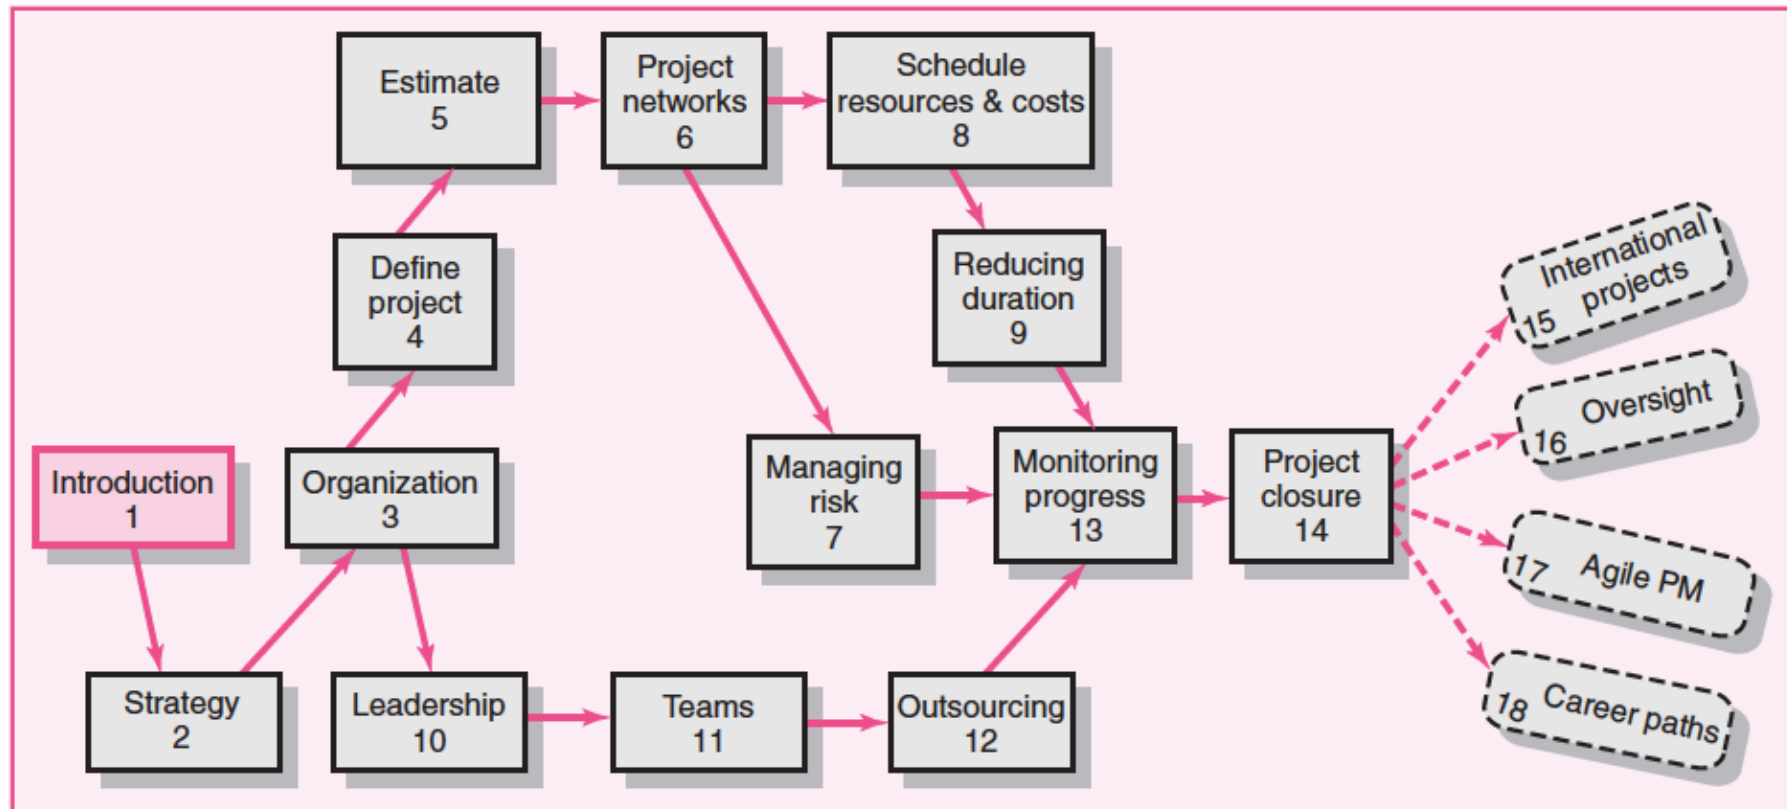 Estimate
5
Project
networks
6
Schedule
resources & costs
8
Define
project
4
Reducing
duration
9
International
projects
15
Oversight
16
Introduction
1
Organization
3
Managing
risk
7
Monitoring
progress
13
Project
closure
14
Agile PM
17
Strategy
2
Leadership
10
Teams
11
Outsourcing
12
Career paths
18